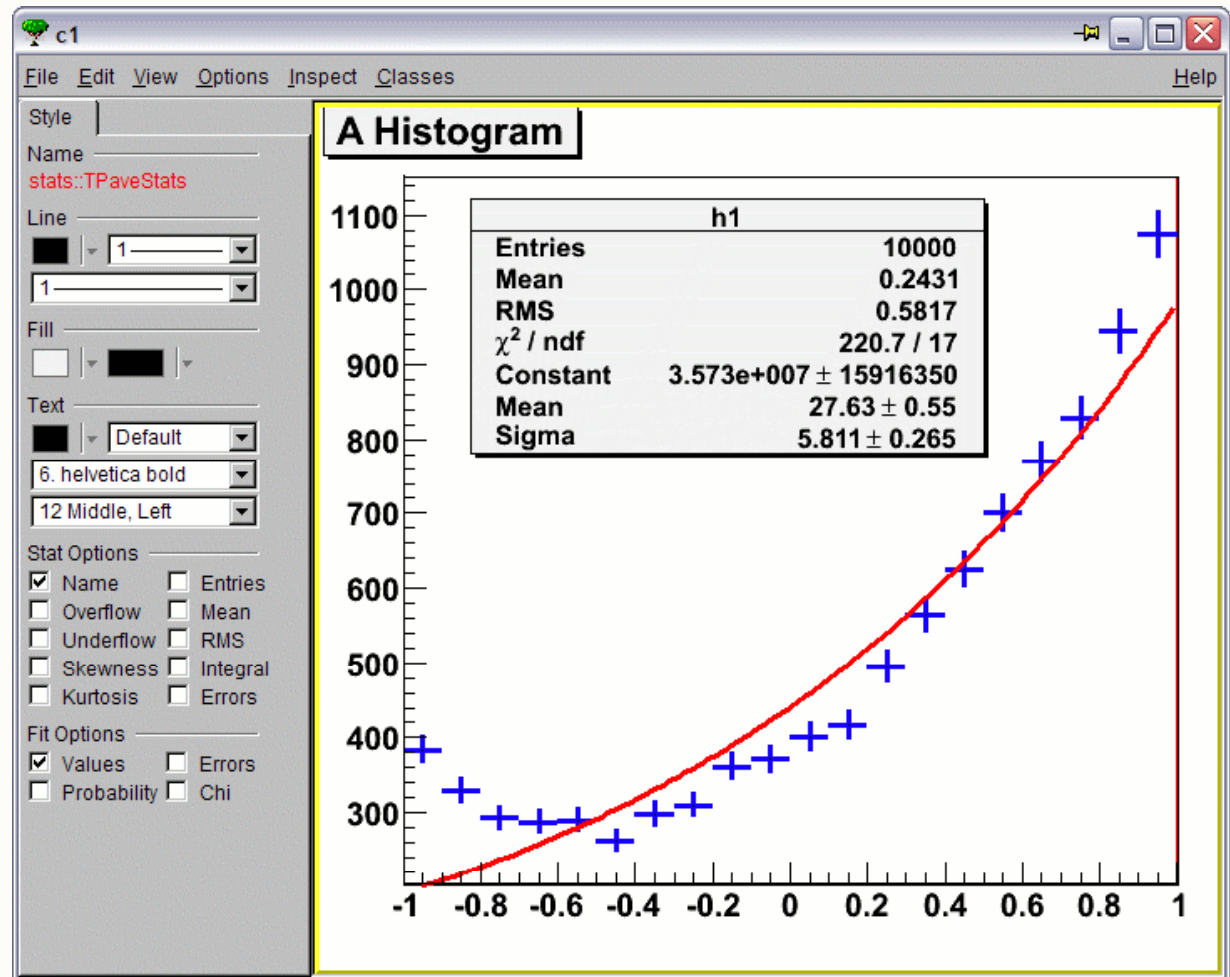 c1
File Edit View Options Inspect Classes Help
Style
Name
stats::TPaveStats
Line
1
1
Fill
Text
Default
6. helvetica bold
12 Middle, Left
Stat Options
Name Entries
Overflow Mean
Underflow RMS
Skewness Integral
Kurtosis Errors
Fit Options
Values Errors
Probability Chi
A Histogram
h1
Entries 10000
Mean 0.2431
RMS 0.5817
χ² / ndf 220.7 / 17
Constant 3.573e+007 ± 15916350
Mean 27.63 ± 0.55
Sigma 5.811 ± 0.265
1100
1000
900
800
700
600
500
400
300
-1 -0.8 -0.6 -0.4 -0.2 0 0.2 0.4 0.6 0.8 1